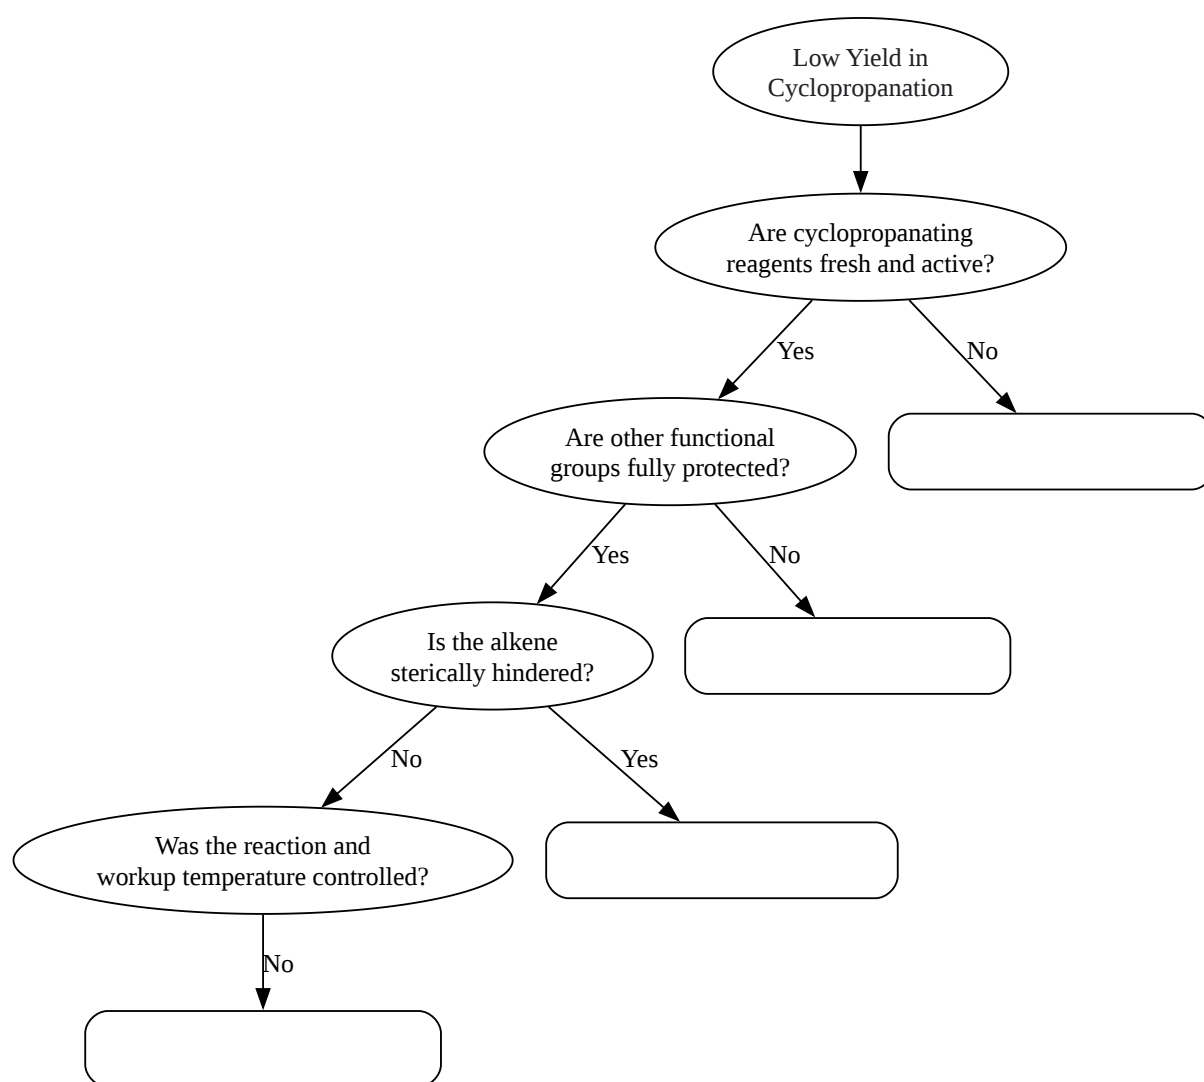 Low Yield in
Cyclopropanation
Are cyclopropanating
reagents fresh and active?
Yes
No
Are other functional
groups fully protected?
Yes
No
Is the alkene
sterically hindered?
No
Yes
Was the reaction and
workup temperature controlled?
No